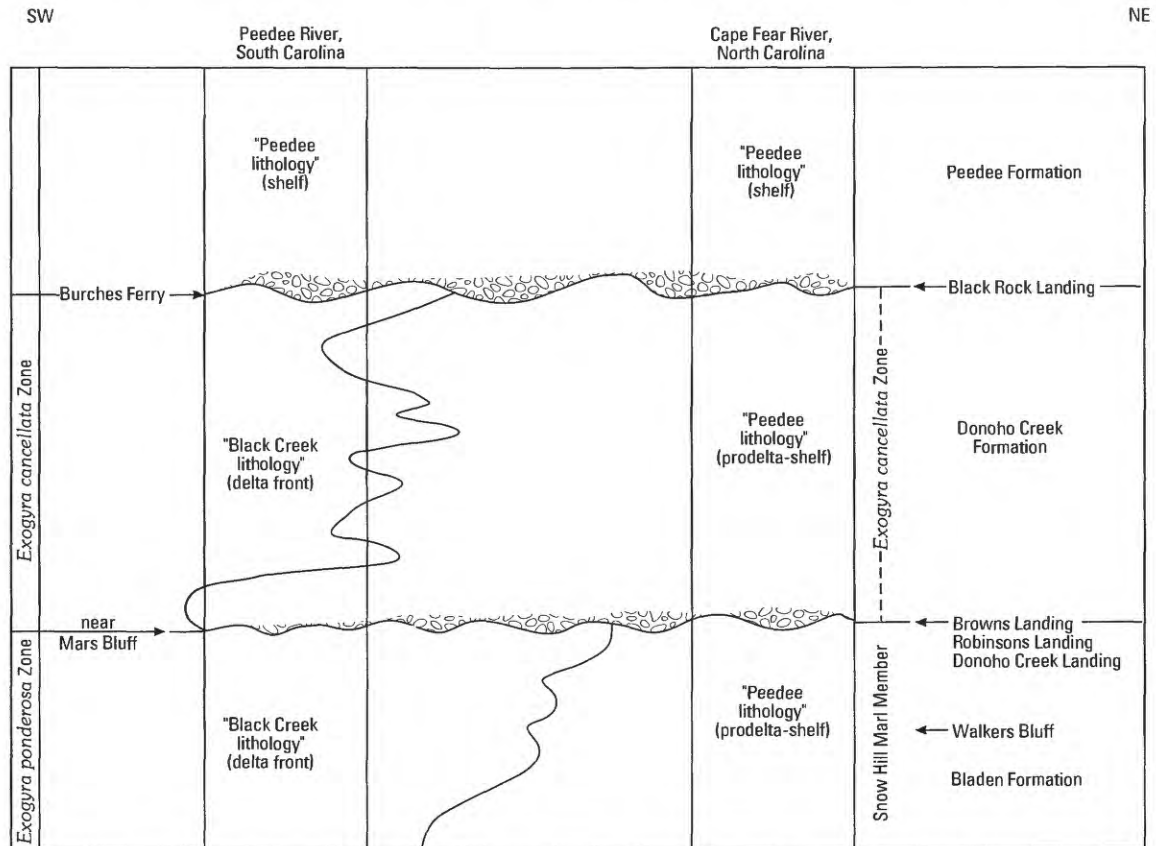 SW
NE
Peedee River,
South Carolina
Cape Fear River,
North Carolina
"Peedee
lithology"
(shelf)
"Peedee
lithology"
(shelf)
Peedee Formation
Burches Ferry
Black Rock Landing
Exogyra cancellata Zone
"Black Creek
lithology"
(delta front)
"Peedee
lithology"
(prodelta-shelf)
Exogyra cancellata Zone
Donoho Creek
Formation
near
Mars Bluff
Browns Landing
Robinsons Landing
Donoho Creek Landing
Exogyra ponderosa Zone
"Black Creek
lithology"
(delta front)
"Peedee
lithology"
(prodelta-shelf)
Snow Hill Marl Member
Walkers Bluff
Bladen Formation